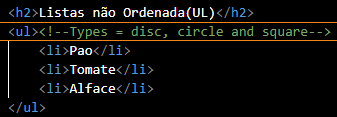 <h2>Listas não Ordenada(UL)</h2>
<ul><!--Types = disc, circle and square-->
<li>Pao</li>
<li>Tomate</li>
<li>Alface</li>
</ul>